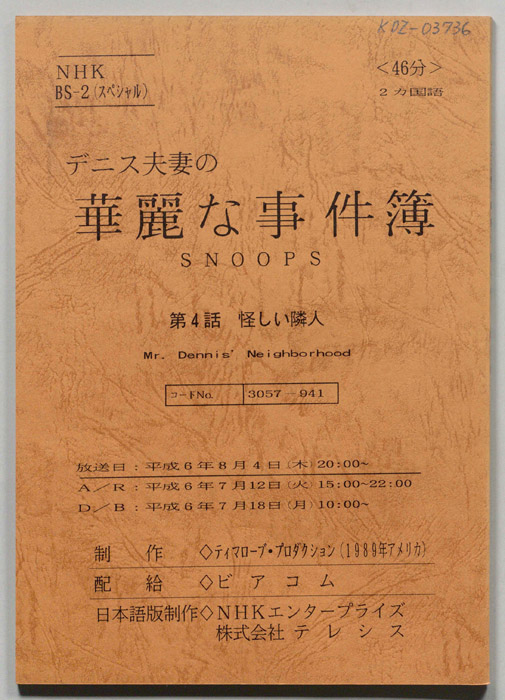 KDZ-03736
NHK
BS-2(スペシャル)
<46分>
2カ国語
デニス夫妻の
華麗な事件簿
SNOOPS
第4話 怪しい隣人
Mr. Dennis' Neighborhood
コードNo. 3057-941
放送日:平成6年8月4日(木)20:00~
A/R:平成6年7月12日(火)15:00~22:00
D/B:平成6年7月18日(月)10:00~
制作◇ティマローブ・プロダクション(1989年アメリカ)
配給◇ビアコム
日本語版制作◇NHKエンタープライズ
株式会社テレシス